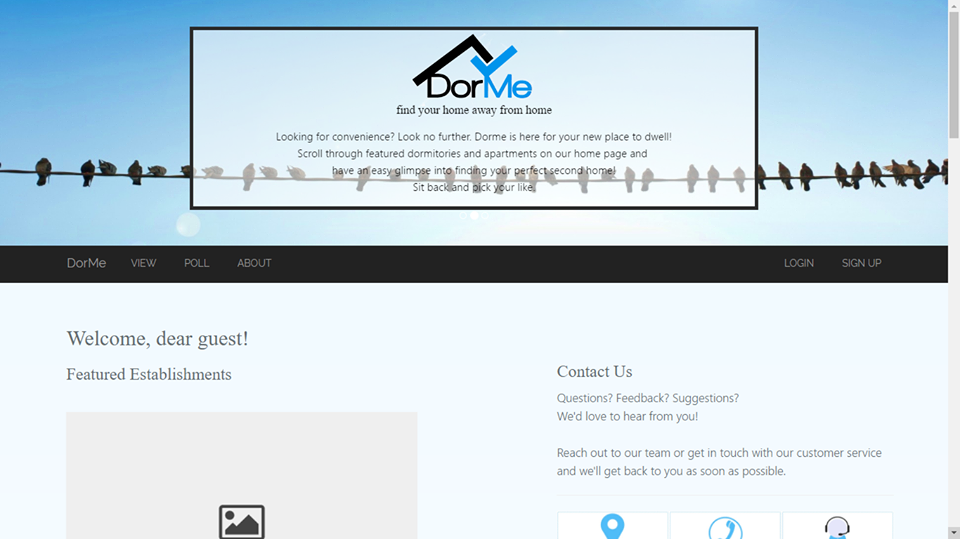 DorMe
find your home away from home
Looking for convenience? Look no further. Dorme is here for your new place to dwell!
Scroll through featured dormitories and apartments on our home page and
have an easy glimpse into finding your perfect second home!
Sit back and pick your like.
DorMe VIEW POLL ABOUT LOGIN SIGN UP
Welcome, dear guest!
Featured Establishments
Contact Us
Questions? Feedback? Suggestions?
We'd love to hear from you!
Reach out to our team or get in touch with our customer service
and we'll get back to you as soon as possible.